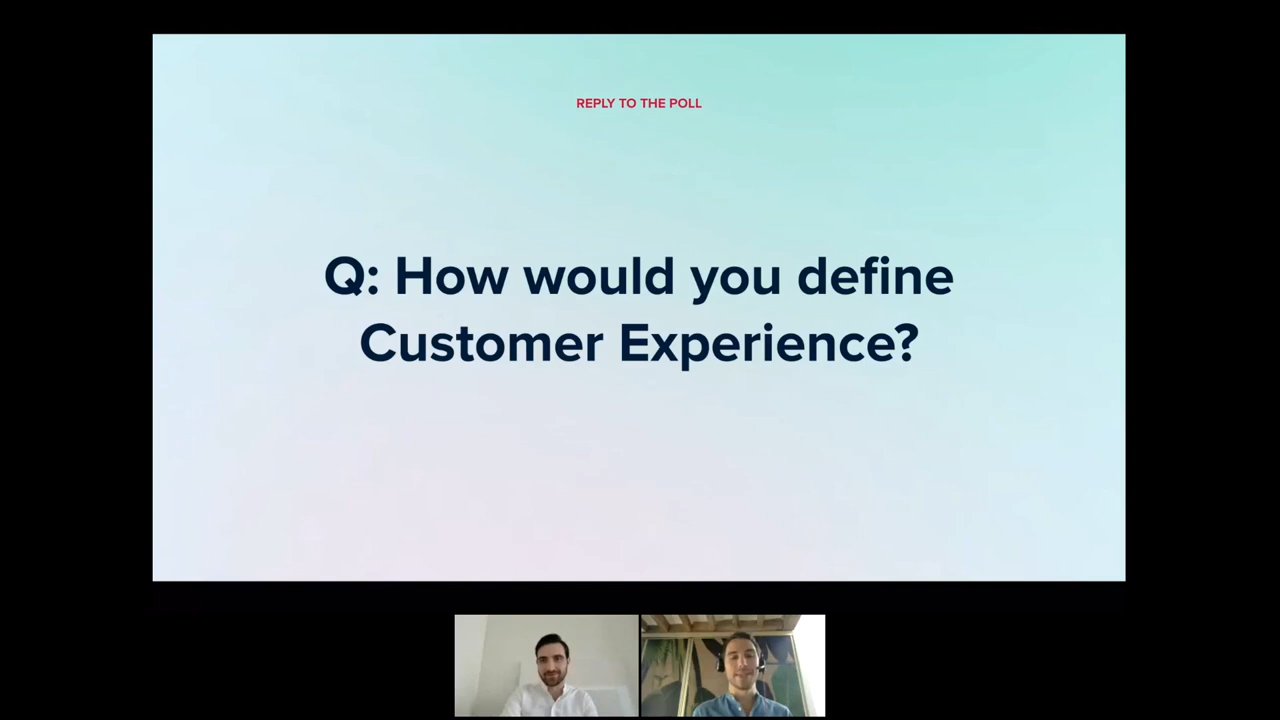 REPLY TO THE POLL
Q: How would you define
Customer Experience?